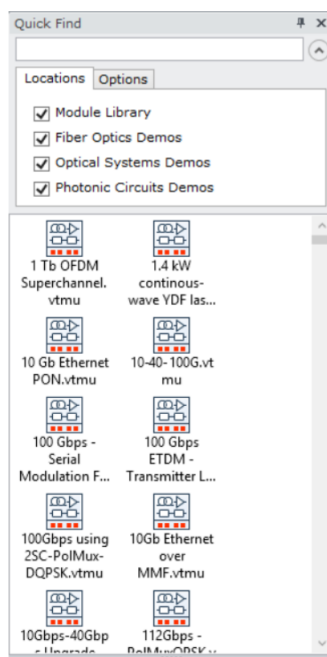 Quick Find
Locations Options
Module Library
Fiber Optics Demos
Optical Systems Demos
Photonic Circuits Demos
1 Tb OFDM
Superchannel.
vtmu
1.4 kW
continous-
wave YDF las...
10 Gb Ethernet
PON.vtmu
10-40-100G.vt
mu
100 Gbps -
Serial
Modulation F...
100 Gbps
ETDM -
Transmitter L...
100Gbps using
2SC-PolMux-
DQPSK.vtmu
10Gb Ethernet
over
MMF.vtmu
10Gbps-40Gbp
s Upgrade
112Gbps -
PolMuxQPSK.v